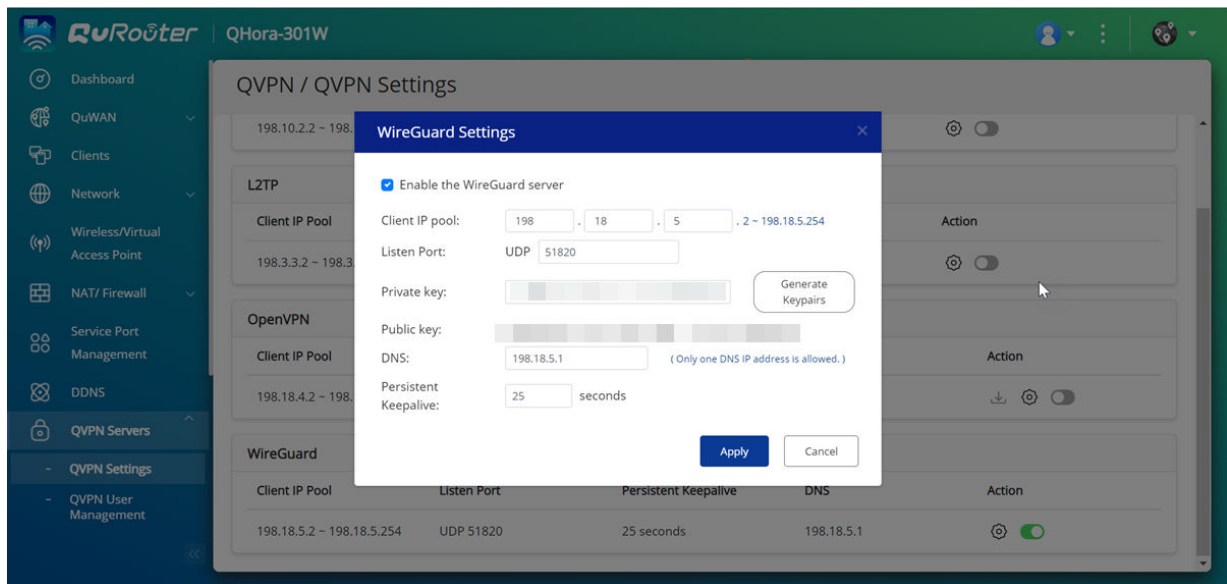 QuRouter QHora-301W
Dashboard
QuWAN
Clients
Network
Wireless/Virtual
Access Point
NAT/ Firewall
Service Port
Management
DDNS
QVPN Servers
- QVPN Settings
- QVPN User
Management
QVPN / QVPN Settings
198.10.2.2 ~ 198.
L2TP
Client IP Pool Action
198.3.3.2 ~ 198.3
OpenVPN
Client IP Pool Action
198.18.4.2 ~ 198.
WireGuard
Client IP Pool Listen Port Persistent Keepalive DNS Action
198.18.5.2 ~ 198.18.5.254 UDP 51820 25 seconds 198.18.5.1
WireGuard Settings
Enable the WireGuard server
Client IP pool: 198 . 18 . 5 . 2 ~ 198.18.5.254
Listen Port: UDP 51820
Private key: Generate
Keypairs
Public key:
DNS: 198.18.5.1 ( Only one DNS IP address is allowed. )
Persistent
Keepalive: 25 seconds
Apply Cancel